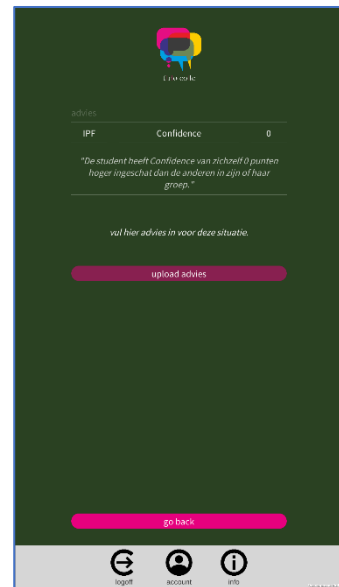 advies
IPF Confidence 0
"De student heeft Confidence van zichzelf 0 punten
hoger ingeschat dan de anderen in zijn of haar
groep."
vul hier advies in voor deze situatie.
upload advies
go back
logoff account info